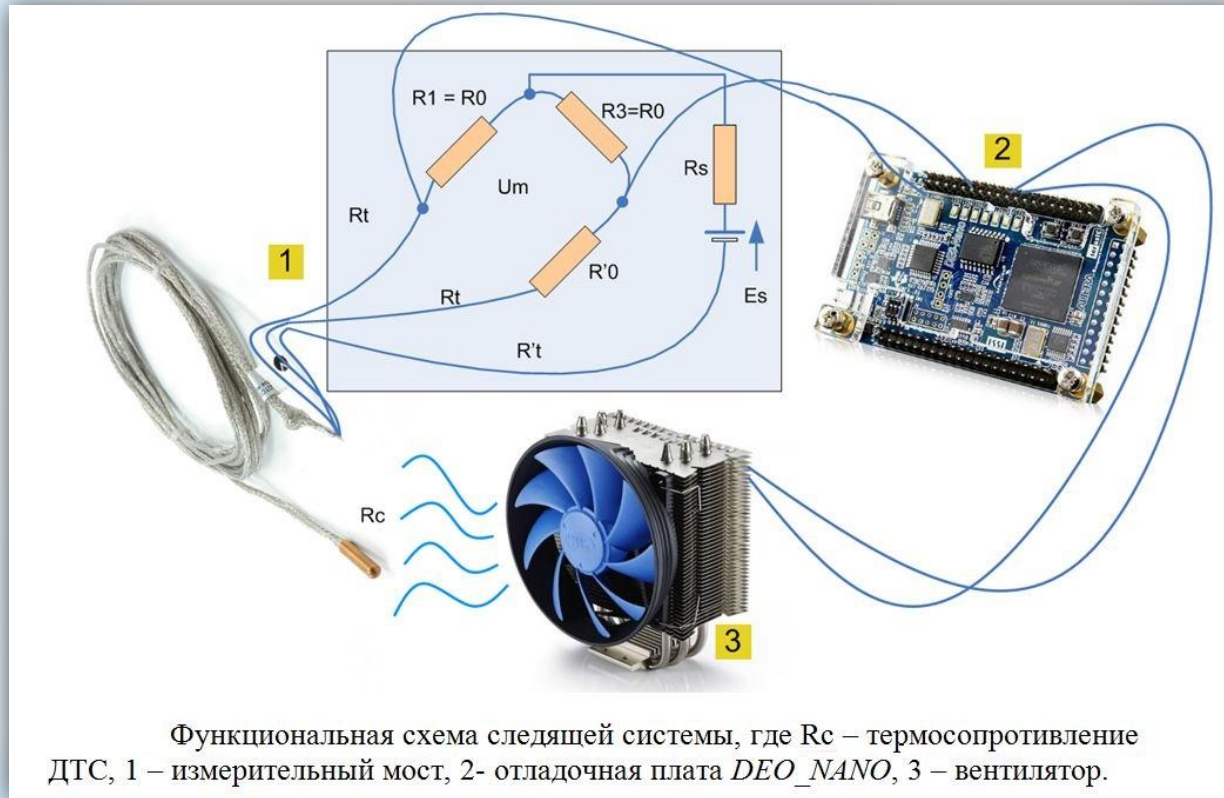 R1 = R0
R3=R0
Rs
2
Um
Rt
1
R'0
Es
Rt
R't
Rc
3
Функциональная схема следящей системы, где Rc – термосопротивление
ДТС, 1 – измерительный мост, 2- отладочная плата DEO_NANO, 3 – вентилятор.